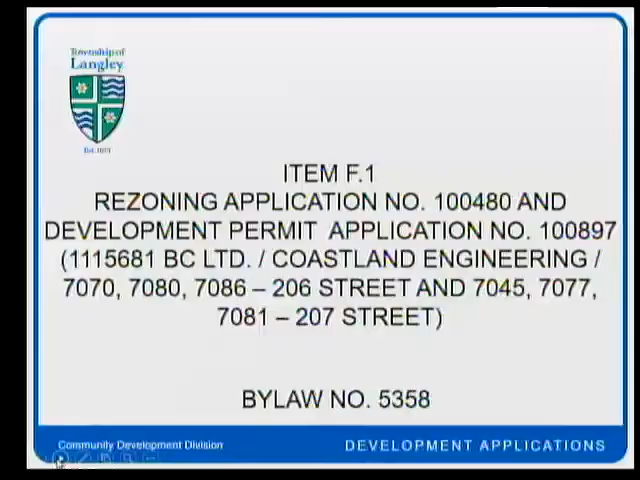 Township of
Langley
Est. 1873
ITEM F.1
REZONING APPLICATION NO. 100480 AND
DEVELOPMENT PERMIT APPLICATION NO. 100897
(1115681 BC LTD. / COASTLAND ENGINEERING /
7070, 7080, 7086 – 206 STREET AND 7045, 7077,
7081 – 207 STREET)
BYLAW NO. 5358
Community Development Division
DEVELOPMENT APPLICATIONS